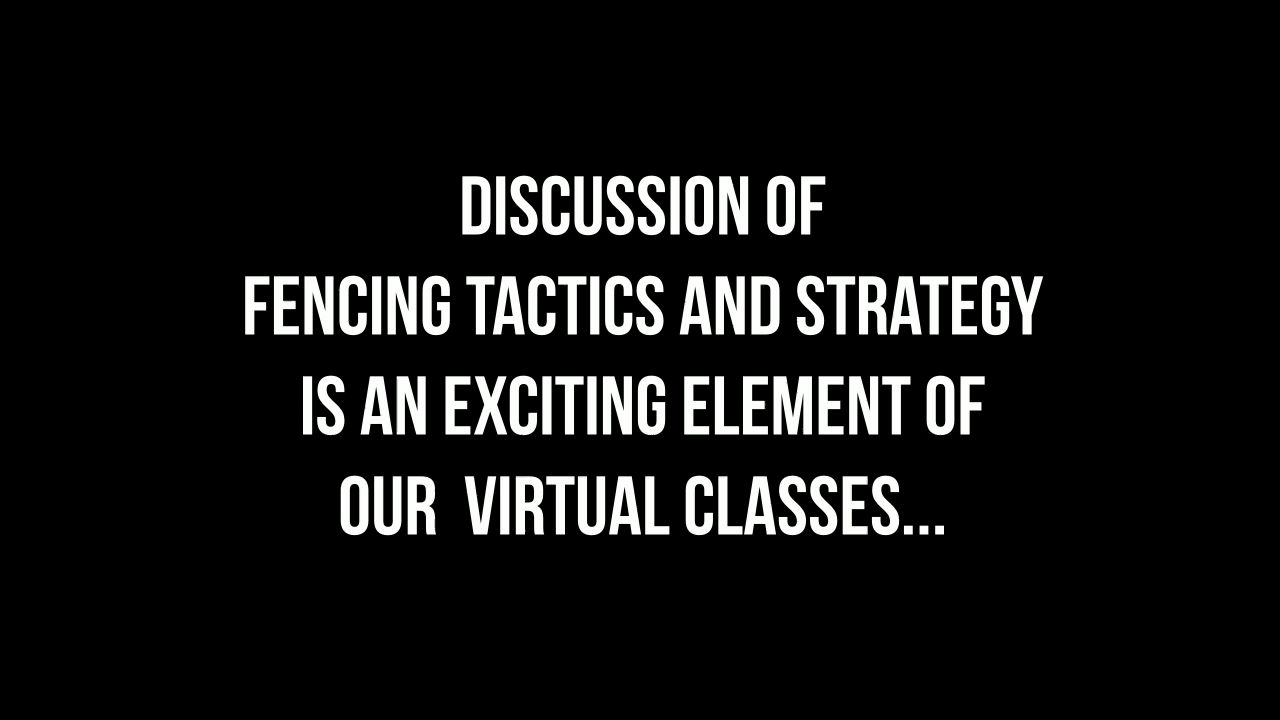 DISCUSSION OF
FENCING TACTICS AND STRATEGY
IS AN EXCITING ELEMENT OF
OUR  VIRTUAL CLASSES...